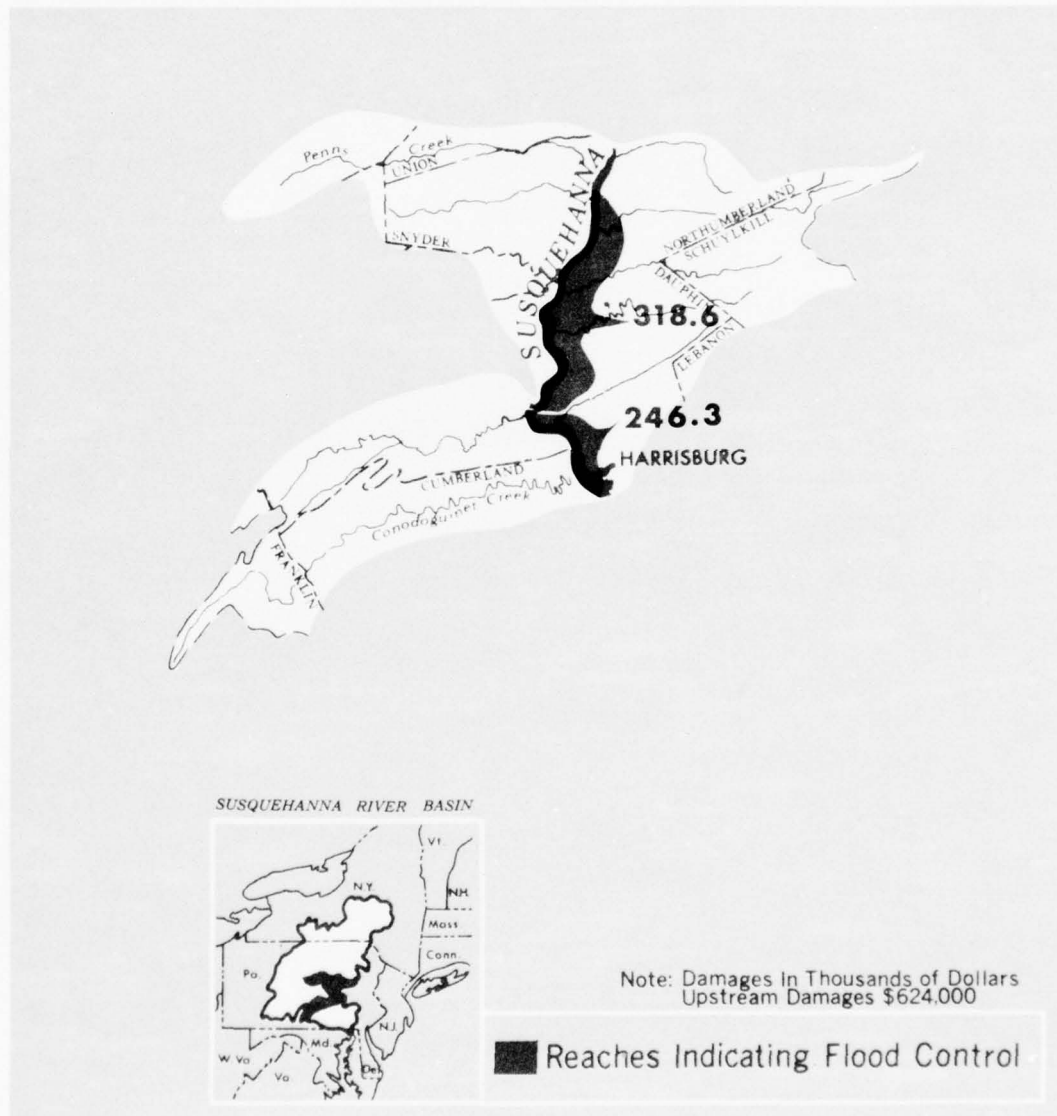 Penns Creek
UNION
SUSQUEHANNA
NORTHUMBERLAND
SCHUYLKILL
SNYDER
DAUPHIN
318.6
LEBANON
246.3
HARRISBURG
CUMBERLAND
Conodoguinet Creek
FRANKLIN
SUSQUEHANNA RIVER BASIN
Vt.
N.Y.
N.H.
Mass
Conn.
Pa.
N.J.
Md.
W Va
Va.
Del
Note: Damages In Thousands of Dollars
Upstream Damages $624,000
Reaches Indicating Flood Control